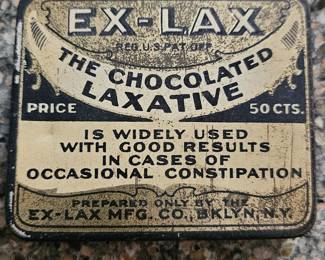 EX-LAX
REG. U.S. PAT. OFF.
THE CHOCOLATED
LAXATIVE
PRICE 50 CTS.
IS WIDELY USED
WITH GOOD RESULTS
IN CASES OF
OCCASIONAL CONSTIPATION
PREPARED ONLY BY THE
EX-LAX MFG. CO., BKLYN, N.Y.